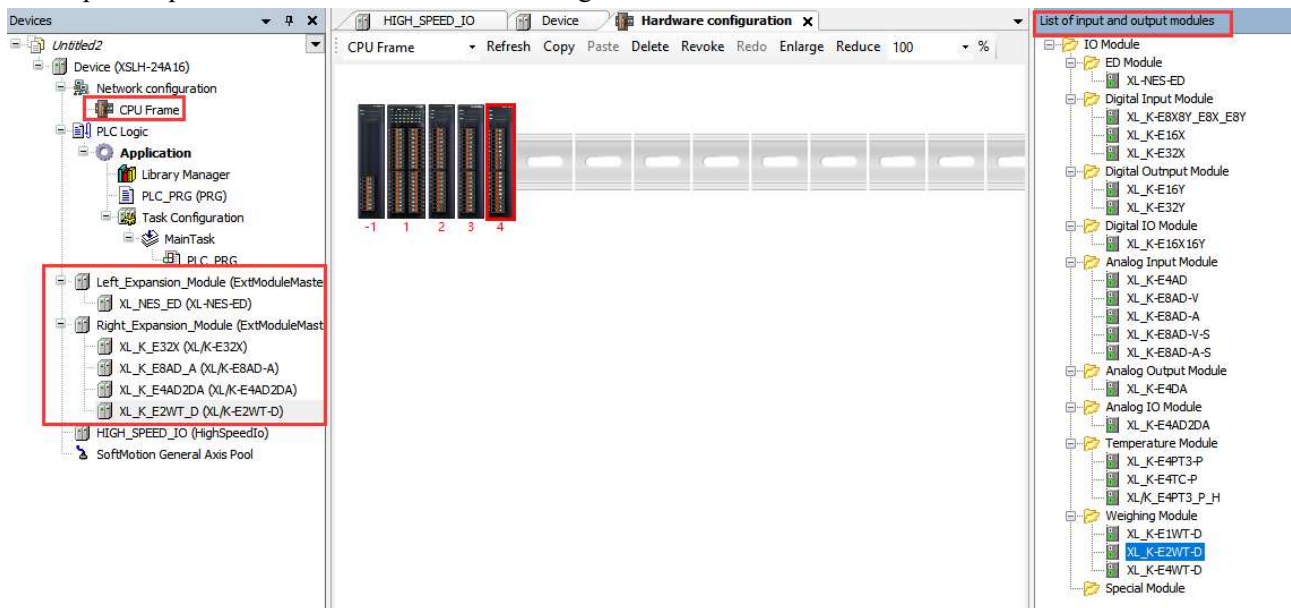 Devices
Untitled2
Device (XSLH-24A16)
Network configuration
CPU Frame
PLC Logic
Application
Library Manager
PLC_PRG (PRG)
Task Configuration
MainTask
PLC_PRG
Left_Expansion_Module (ExtModuleMaste
XL_NES_ED (XL-NES-ED)
Right_Expansion_Module (ExtModuleMast
XL_K_E32X (XL/K-E32X)
XL_K_E8AD_A (XL/K-E8AD-A)
XL_K_E4AD2DA (XL/K-E4AD2DA)
XL_K_E2WT_D (XL/K-E2WT-D)
HIGH_SPEED_IO (HighSpeedIo)
SoftMotion General Axis Pool
HIGH_SPEED_IO Device Hardware configuration
CPU Frame Refresh Copy Paste Delete Revoke Redo Enlarge Reduce 100 %
-1 1 2 3 4
List of input and output modules
IO Module
ED Module
XL-NES-ED
Digital Input Module
XL_K-E8X8Y_E8X_E8Y
XL_K-E16X
XL_K-E32X
Digital Outnput Module
XL_K-E16Y
XL_K-E32Y
Digital IO Module
XL_K-E16X16Y
Analog Input Module
XL_K-E4AD
XL_K-E8AD-V
XL_K-E8AD-A
XL_K-E8AD-V-S
XL_K-E8AD-A-S
Analog Output Module
XL_K-E4DA
Analog IO Module
XL_K-E4AD2DA
Temperature Module
XL_K-E4PT3-P
XL_K-E4TC-P
XL/K_E4PT3_P_H
Weighing Module
XL_K-E1WT-D
XL_K-E2WT-D
XL_K-E4WT-D
Special Module